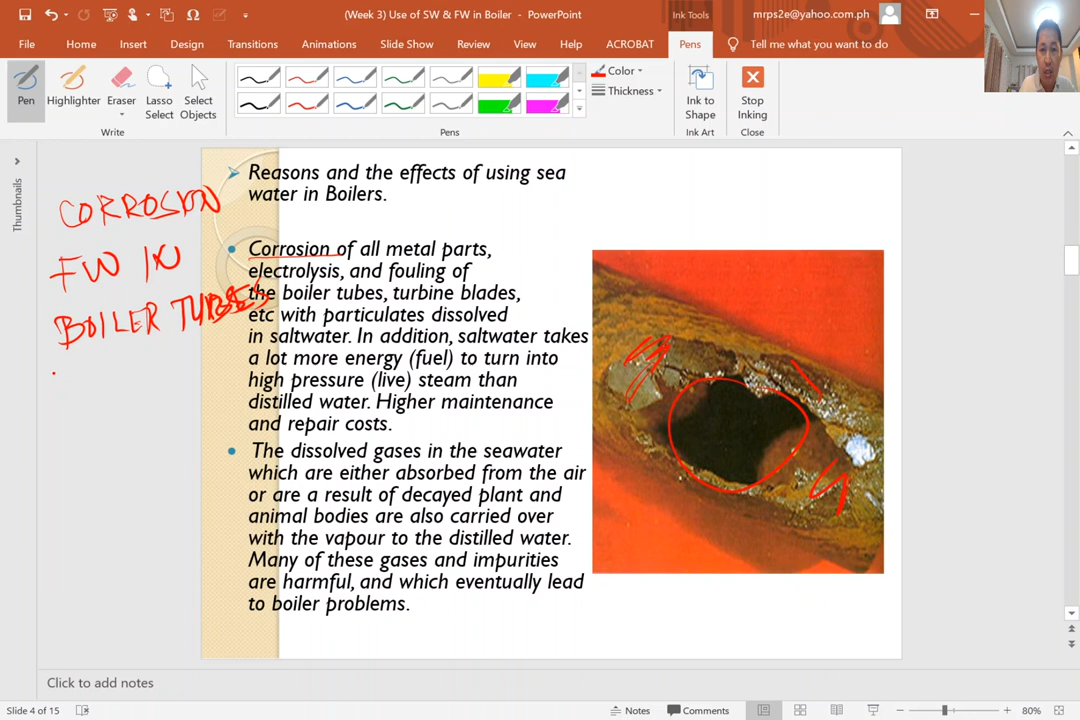 (Week 3) Use of SW & FW in Boiler - PowerPoint
Ink Tools
mrps2e@yahoo.com.ph
File Home Insert Design Transitions Animations Slide Show Review View Help ACROBAT Pens Tell me what you want to do
Pen Highlighter Eraser Lasso Select Select Objects
Color
Thickness
Ink to Shape
Stop Inking
Write Pens Ink Art Close
Thumbnails
CORROSION
FW IN
BOILER TUBES
Reasons and the effects of using sea
water in Boilers.
Corrosion of all metal parts,
electrolysis, and fouling of
the boiler tubes, turbine blades,
etc with particulates dissolved
in saltwater. In addition, saltwater takes
a lot more energy (fuel) to turn into
high pressure (live) steam than
distilled water. Higher maintenance
and repair costs.
The dissolved gases in the seawater
which are either absorbed from the air
or are a result of decayed plant and
animal bodies are also carried over
with the vapour to the distilled water.
Many of these gases and impurities
are harmful, and which eventually lead
to boiler problems.
Click to add notes
Slide 4 of 15
Notes Comments 80%